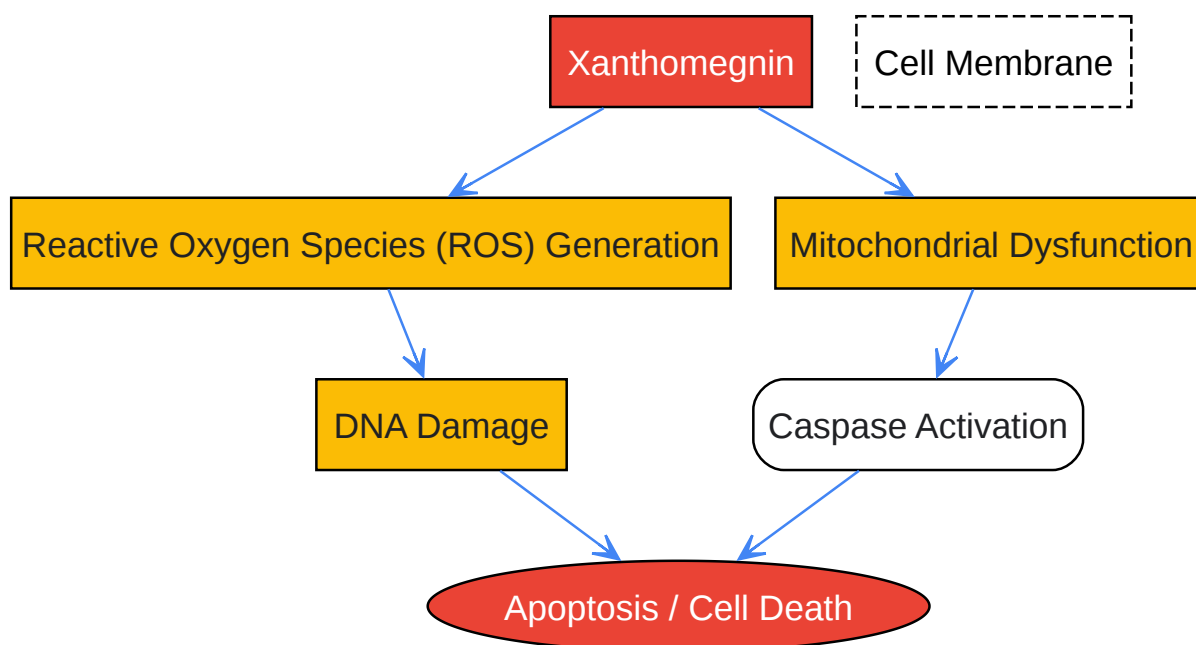 Xanthomegnin
Cell Membrane
Reactive Oxygen Species (ROS) Generation
Mitochondrial Dysfunction
DNA Damage
Caspase Activation
Apoptosis / Cell Death